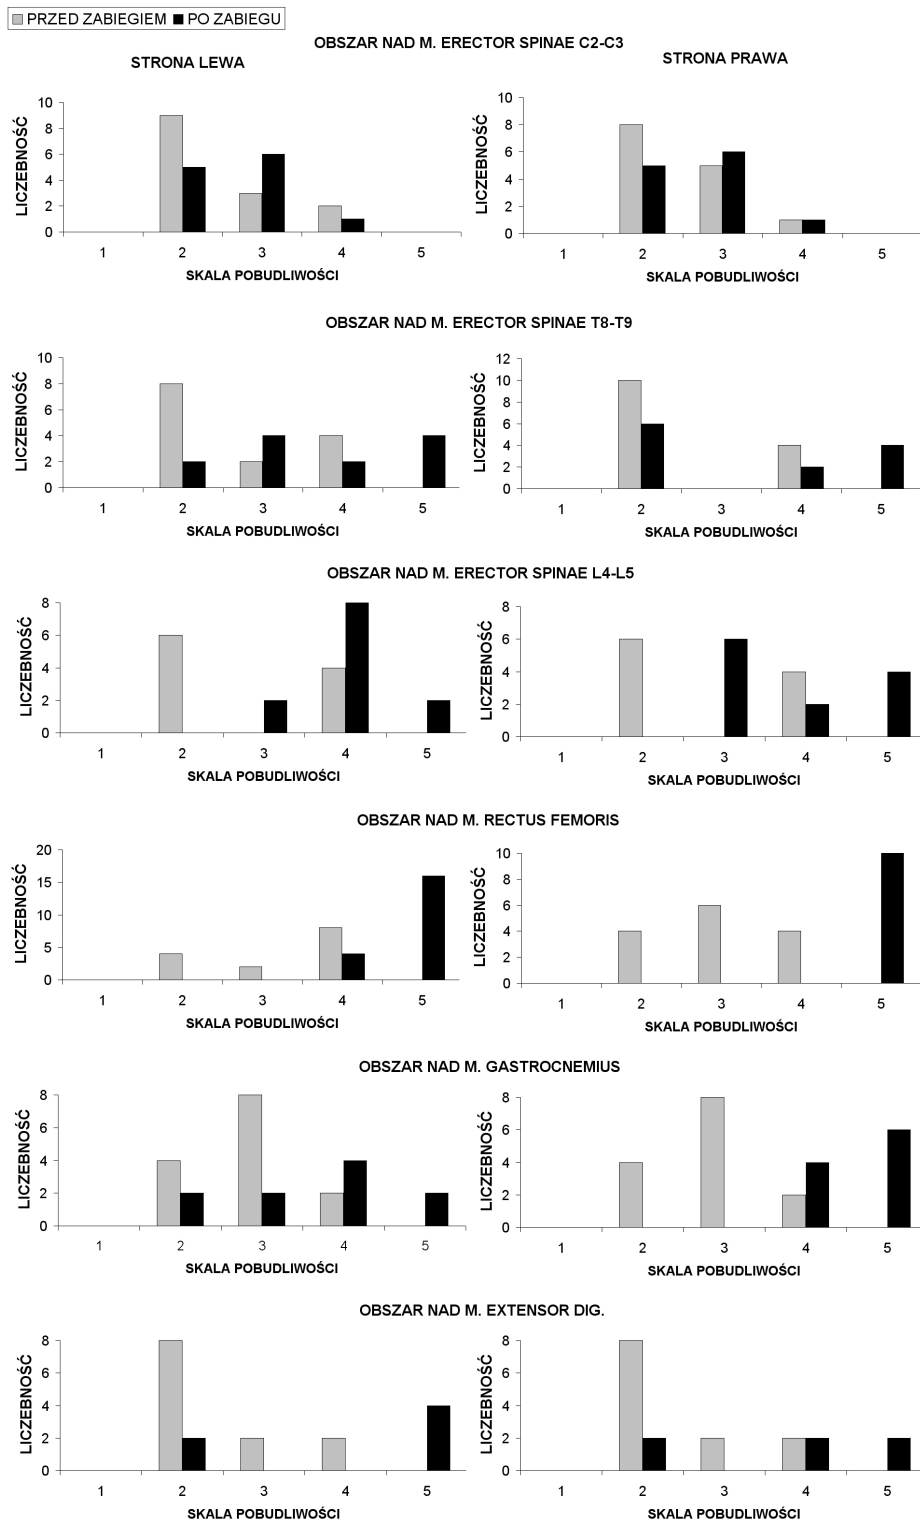 PRZED ZABIEGIEM PO ZABIEGU
OBSZAR NAD M. ERECTOR SPINAE C2-C3
STRONA LEWA
STRONA PRAWA
LICZEBNOŚĆ
10
8
6
4
2
0
1 2 3 4 5
SKALA POBUDLIWOŚCI
LICZEBNOŚĆ
10
8
6
4
2
0
1 2 3 4 5
SKALA POBUDLIWOŚCI
OBSZAR NAD M. ERECTOR SPINAE T8-T9
LICZEBNOŚĆ
10
8
6
4
2
0
1 2 3 4 5
SKALA POBUDLIWOŚCI
LICZEBNOŚĆ
12
10
8
6
4
2
0
1 2 3 4 5
SKALA POBUDLIWOŚCI
OBSZAR NAD M. ERECTOR SPINAE L4-L5
LICZEBNOŚĆ
8
6
4
2
0
1 2 3 4 5
SKALA POBUDLIWOŚCI
LICZEBNOŚĆ
8
6
4
2
0
1 2 3 4 5
SKALA POBUDLIWOŚCI
OBSZAR NAD M. RECTUS FEMORIS
LICZEBNOŚĆ
20
15
10
5
0
1 2 3 4 5
SKALA POBUDLIWOŚCI
LICZEBNOŚĆ
10
8
6
4
2
0
1 2 3 4 5
SKALA POBUDLIWOŚCI
OBSZAR NAD M. GASTROCNEMIUS
LICZEBNOŚĆ
8
6
4
2
0
1 2 3 4 5
SKALA POBUDLIWOŚCI
LICZEBNOŚĆ
8
6
4
2
0
1 2 3 4 5
SKALA POBUDLIWOŚCI
OBSZAR NAD M. EXTENSOR DIG.
LICZEBNOŚĆ
8
6
4
2
0
1 2 3 4 5
SKALA POBUDLIWOŚCI
LICZEBNOŚĆ
8
6
4
2
0
1 2 3 4 5
SKALA POBUDLIWOŚCI